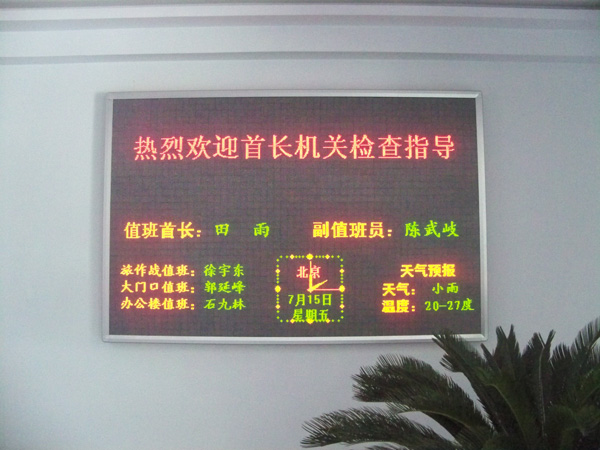 热烈欢迎首长机关检查指导
值班首长：田　雨 副值班员：陈武岐
旅作战值班：徐宇东
大门口值班：郭延峰
办公楼值班：石九林
北京
7月15日
星期五
天气预报
天气：小雨
温度：20-27度